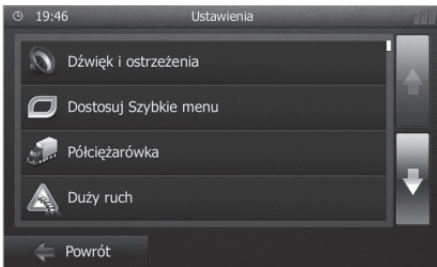 19:46 Ustawienia
Dźwięk i ostrzeżenia
Dostosuj Szybkie menu
Półciężarówka
Duży ruch
Powrót